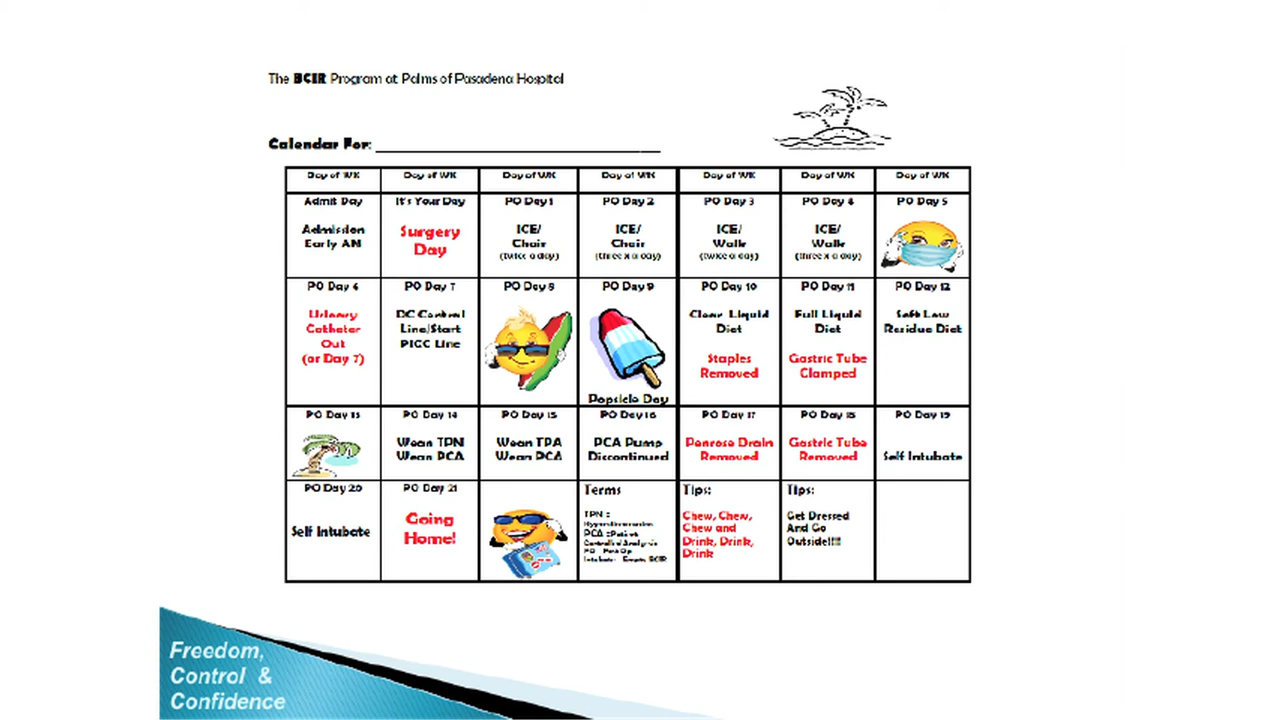 The BCIR Program at Palms of Pasadena Hospital
Calendar For:
Day of WK Day of WK Day of WK Day of WK Day of WK Day of WK Day of WK
Admit Day
Admission
Early AM
It's Your Day
Surgery
Day
PO Day 1
ICE/
Chair
(twice a day)
PO Day 2
ICE/
Chair
(three x a day)
PO Day 3
ICE/
Walk
(twice a day)
PO Day 4
ICE/
Walk
(three x a day)
PO Day 5
PO Day 6
Urinary
Catheter
Out
(or Day 7)
PO Day 7
DC Central
Line/Start
PICC Line
PO Day 8
PO Day 9
Popsicle Day
PO Day 10
Clear Liquid
Diet
Staples
Removed
PO Day 11
Full Liquid
Diet
Gastric Tube
Clamped
PO Day 12
Soft Low
Residue Diet
PO Day 13
PO Day 14
Wean TPN
Wean PCA
PO Day 15
Wean TPA
Wean PCA
PO Day 16
PCA Pump
Discontinued
PO Day 17
Penrose Drain
Removed
PO Day 18
Gastric Tube
Removed
PO Day 19
Self Intubate
PO Day 20
Self Intubate
PO Day 21
Going
Home!
Terms
TPN :
PCA :Patient
Controlled
PO
Intubate Empty BCIR
Tips:
Chew, Chew,
Chew and
Drink, Drink,
Drink
Tips:
Get Dressed
And Go
Outside!!!!
Freedom,
Control &
Confidence